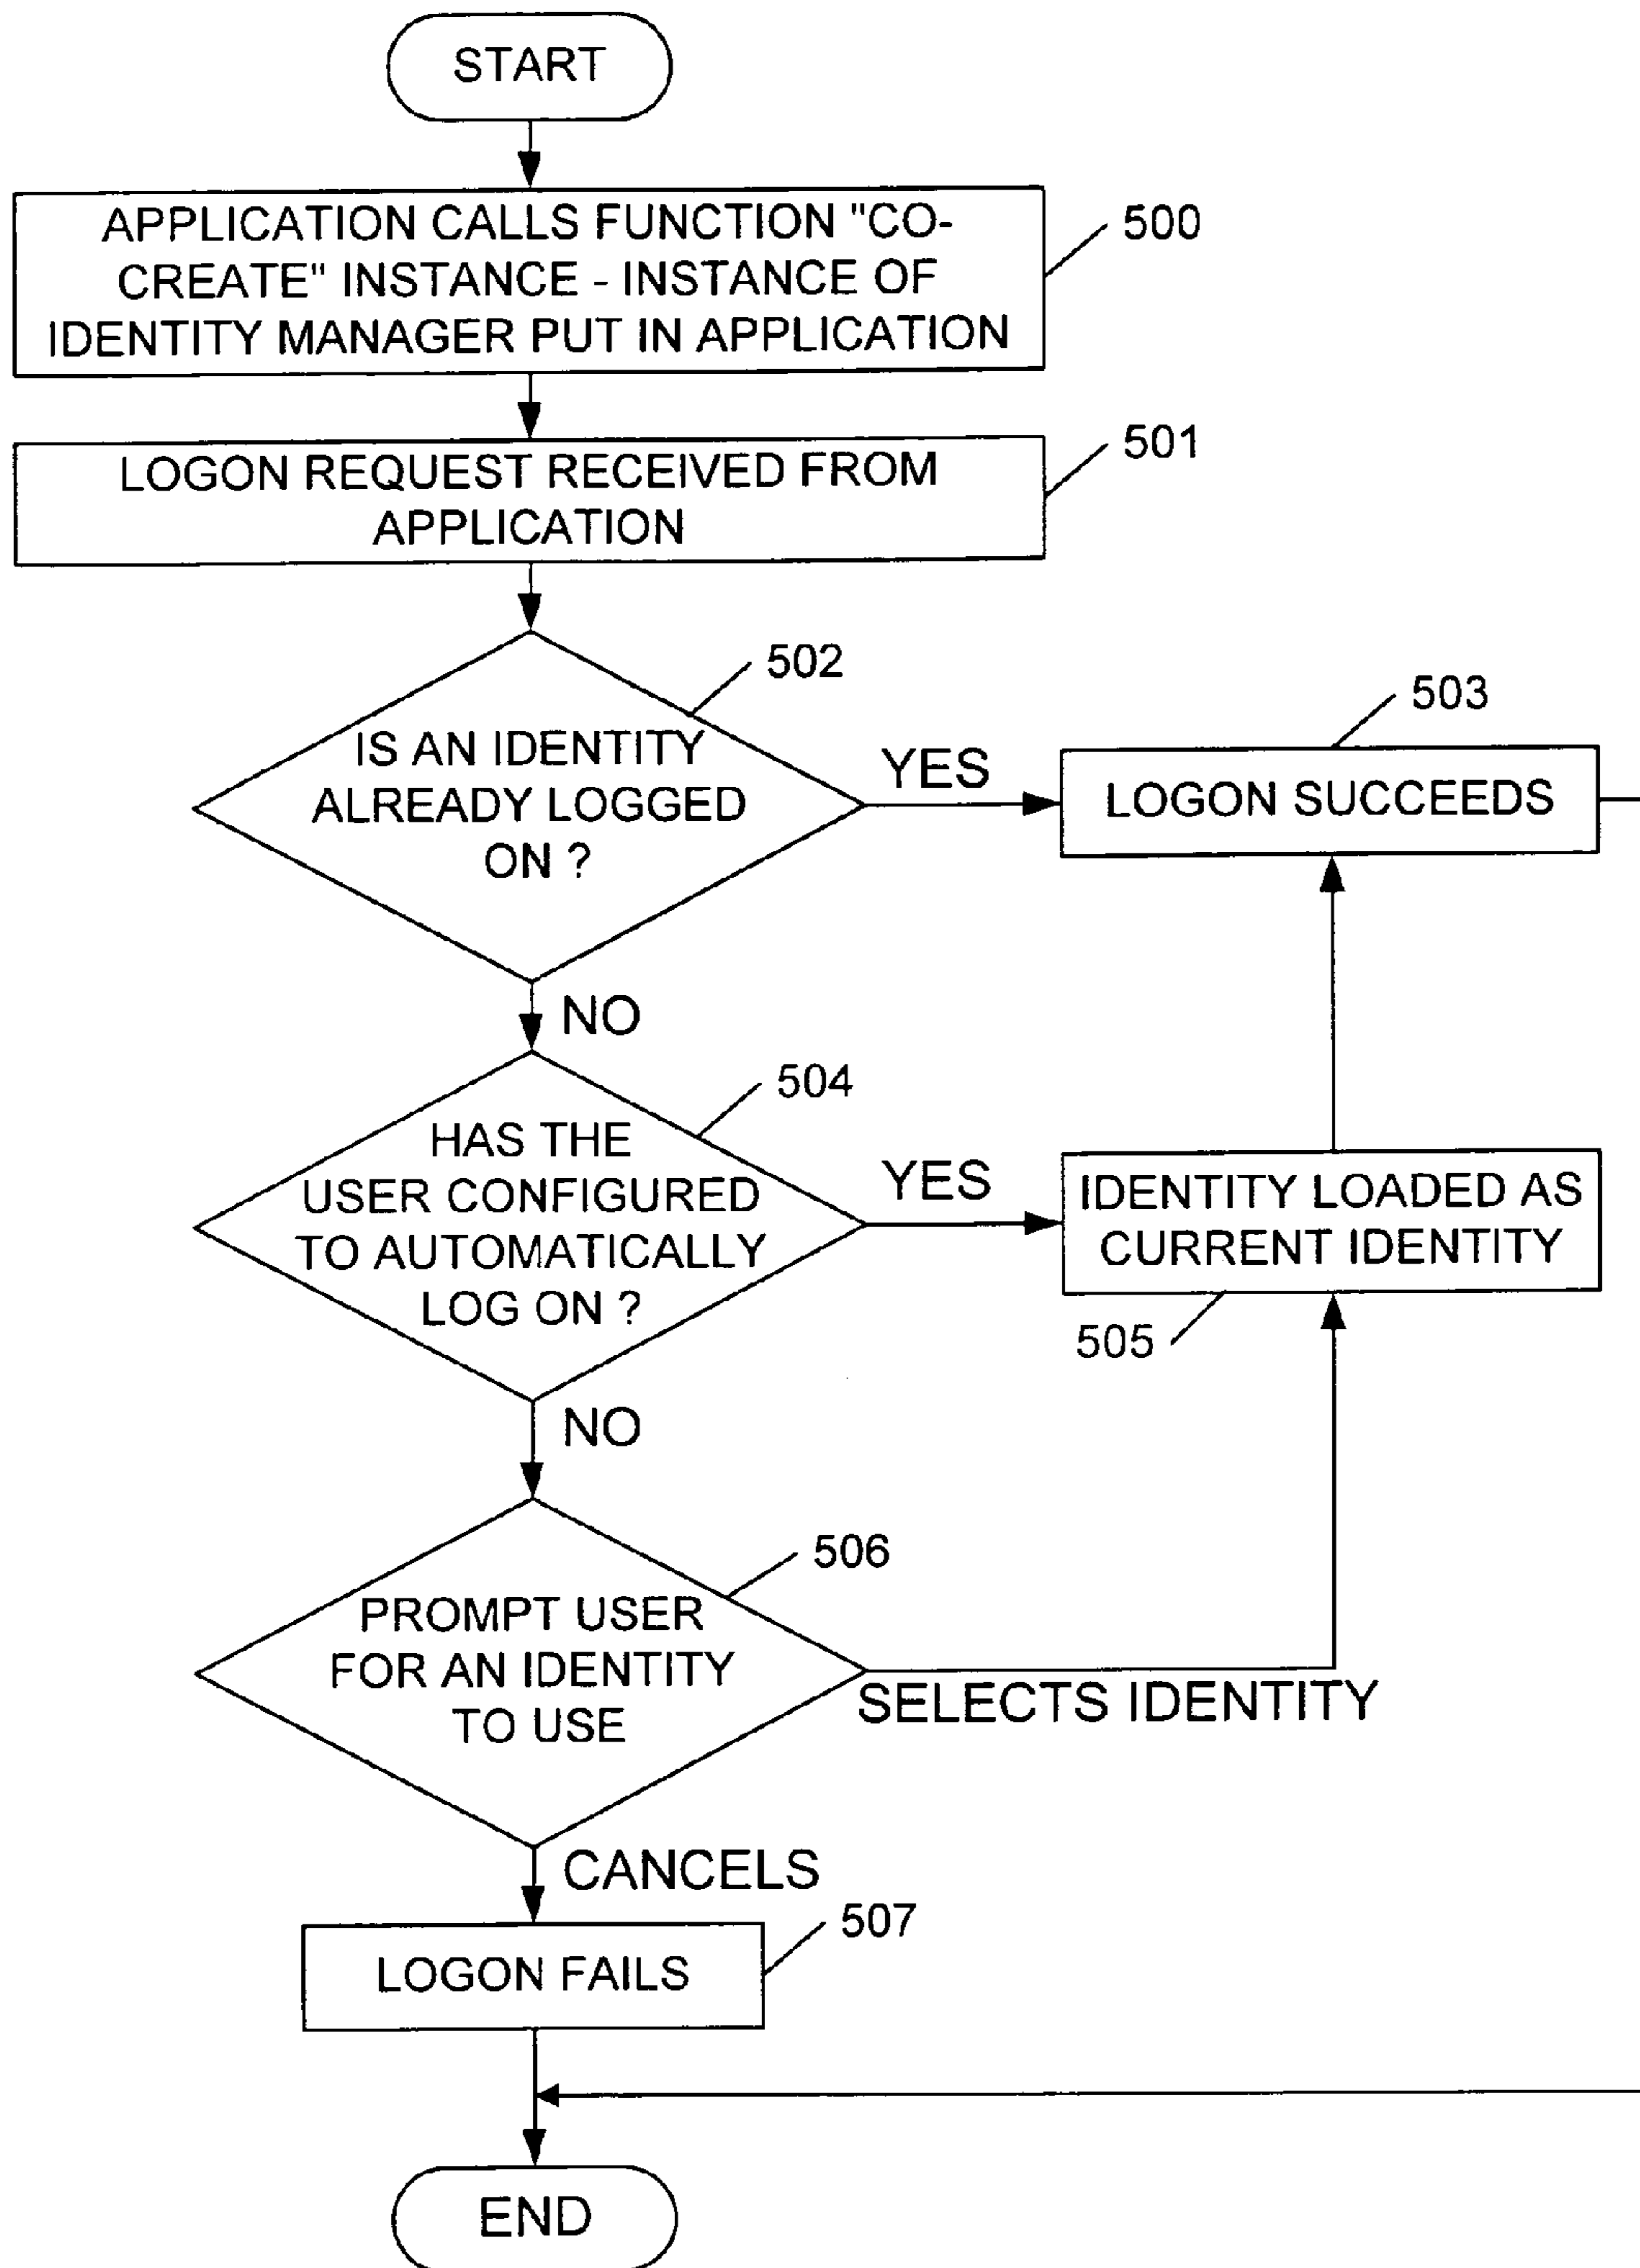 START
APPLICATION CALLS FUNCTION "CO-
CREATE" INSTANCE - INSTANCE OF
IDENTITY MANAGER PUT IN APPLICATION
500
LOGON REQUEST RECEIVED FROM
APPLICATION
501
502
IS AN IDENTITY
ALREADY LOGGED
ON ?
YES
503
LOGON SUCCEEDS
NO
504
HAS THE
USER CONFIGURED
TO AUTOMATICALLY
LOG ON ?
YES
IDENTITY LOADED AS
CURRENT IDENTITY
505
NO
506
PROMPT USER
FOR AN IDENTITY
TO USE
SELECTS IDENTITY
CANCELS
507
LOGON FAILS
END